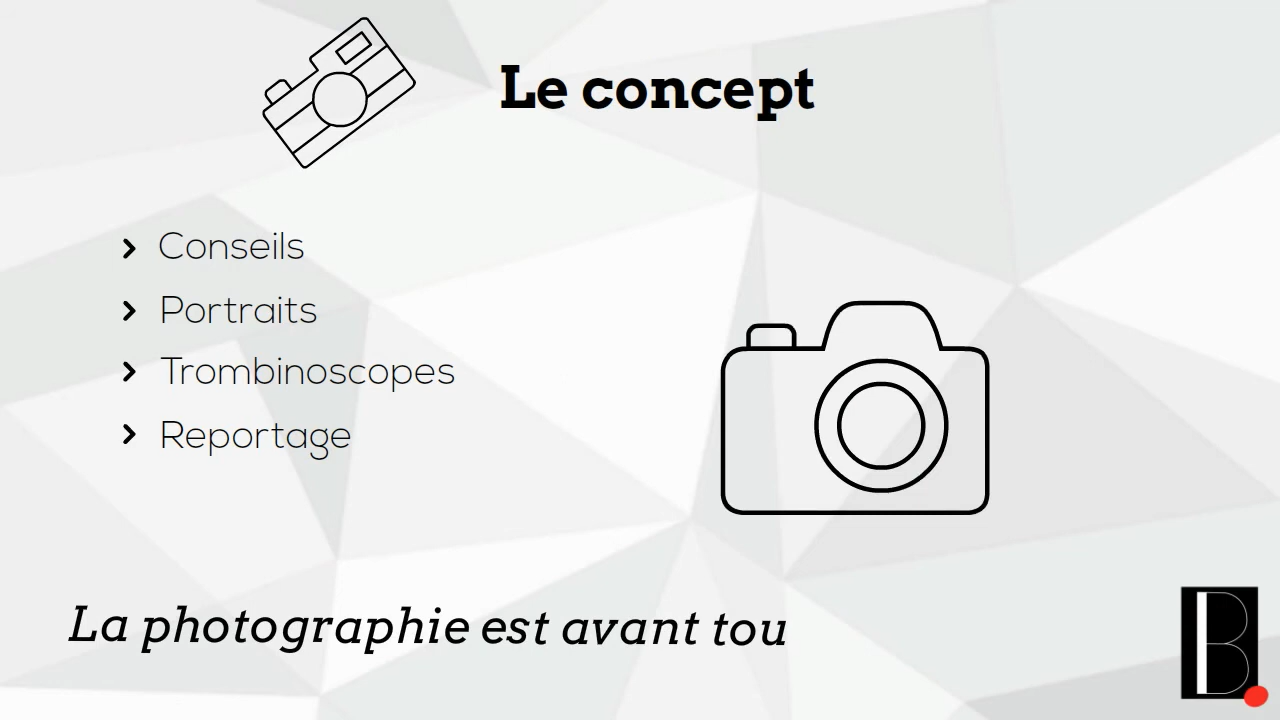 Le concept
Conseils
Portraits
Trombinoscopes
Reportage
La photographie est avant tou
B